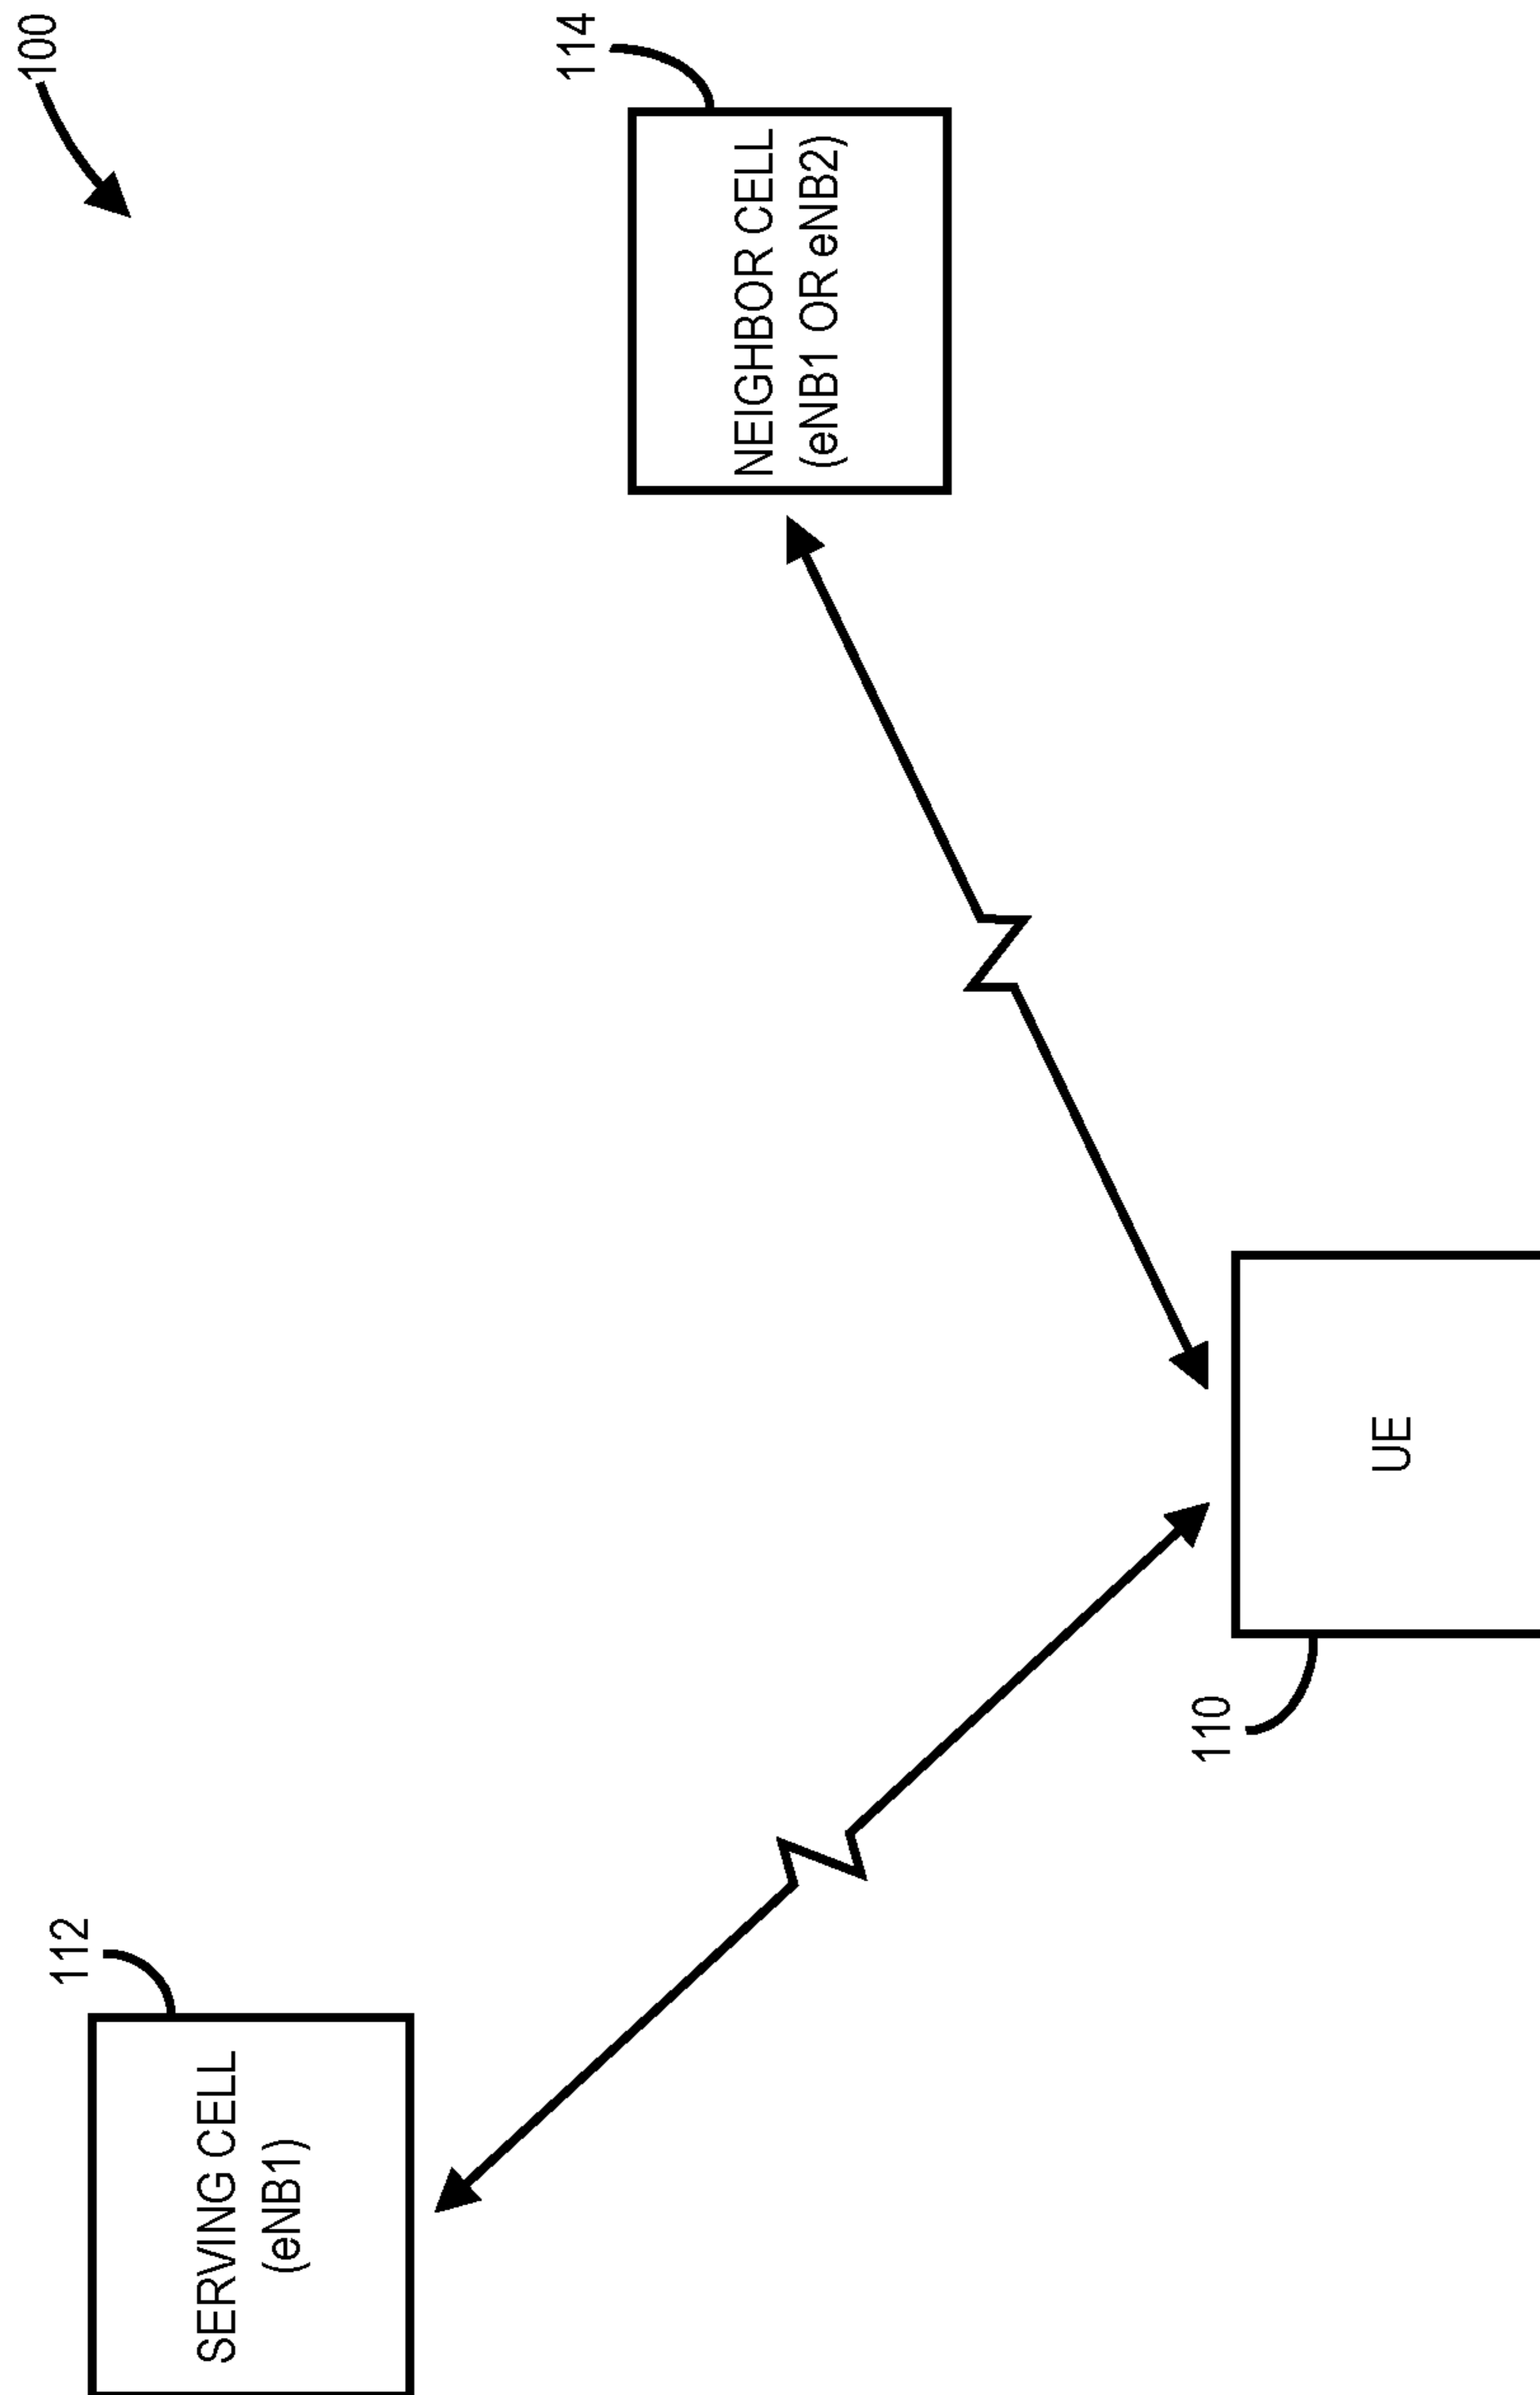 100
112
SERVING CELL
(eNB1)
114
NEIGHBOR CELL
(eNB1 OR eNB2)
110
UE